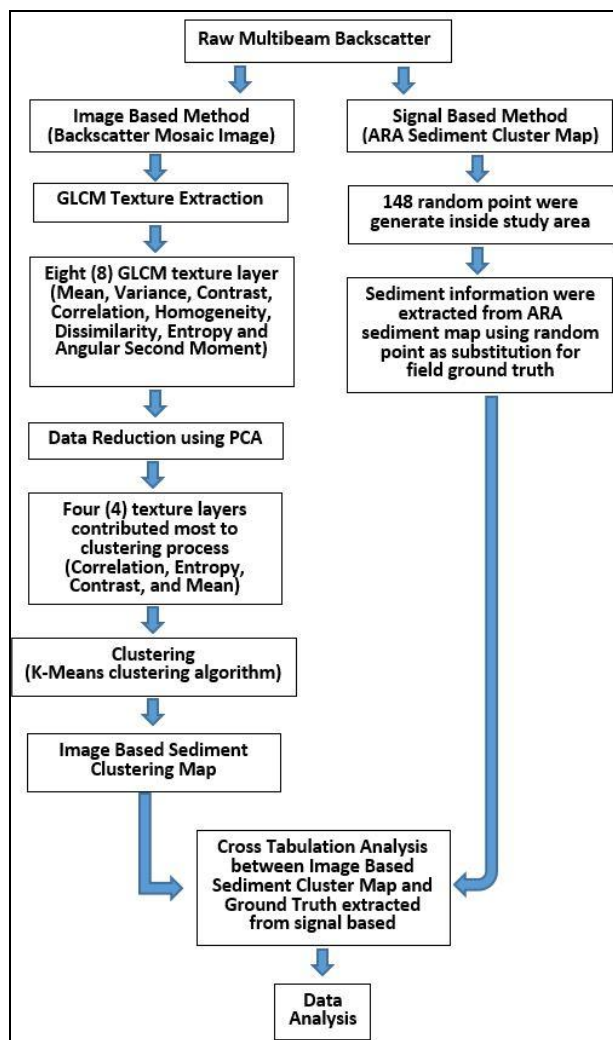 Raw Multibeam Backscatter
Image Based Method
(Backscatter Mosaic Image)
Signal Based Method
(ARA Sediment Cluster Map)
GLCM Texture Extraction
148 random point were
generate inside study area
Eight (8) GLCM texture layer
(Mean, Variance, Contrast,
Correlation, Homogeneity,
Dissimilarity, Entropy and
Angular Second Moment)
Sediment information were
extracted from ARA
sediment map using random
point as substitution for
field ground truth
Data Reduction using PCA
Four (4) texture layers
contributed most to
clustering process
(Correlation, Entropy,
Contrast, and Mean)
Clustering
(K-Means clustering algorithm)
Image Based Sediment
Clustering Map
Cross Tabulation Analysis
between Image Based
Sediment Cluster Map and
Ground Truth extracted
from signal based
Data
Analysis